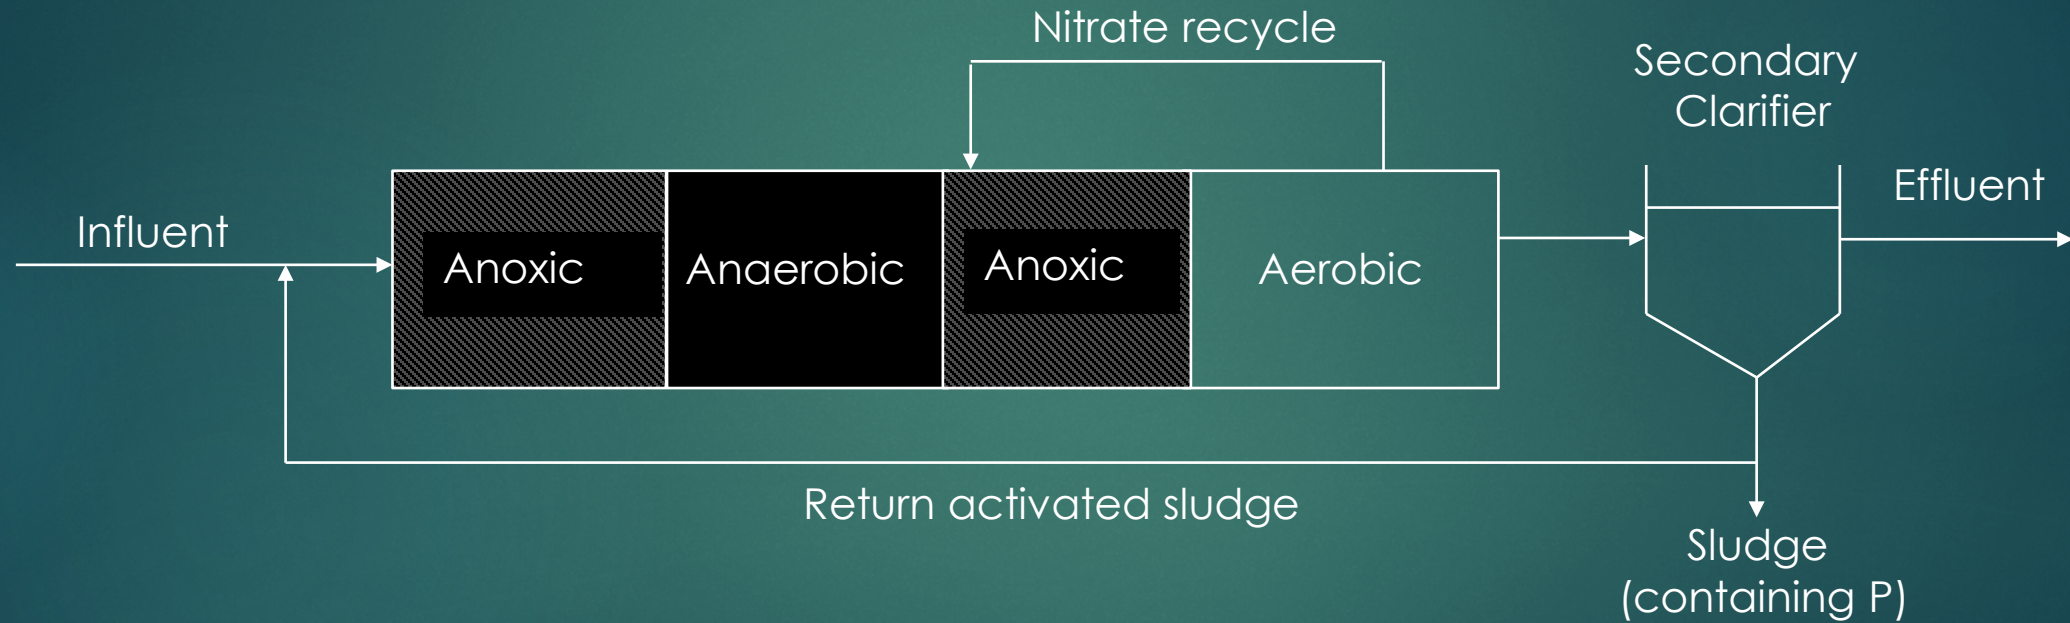 Nitrate recycle
Secondary
Clarifier
Influent
Effluent
Anoxic
Anaerobic
Anoxic
Aerobic
Return activated sludge
Sludge
(containing P)